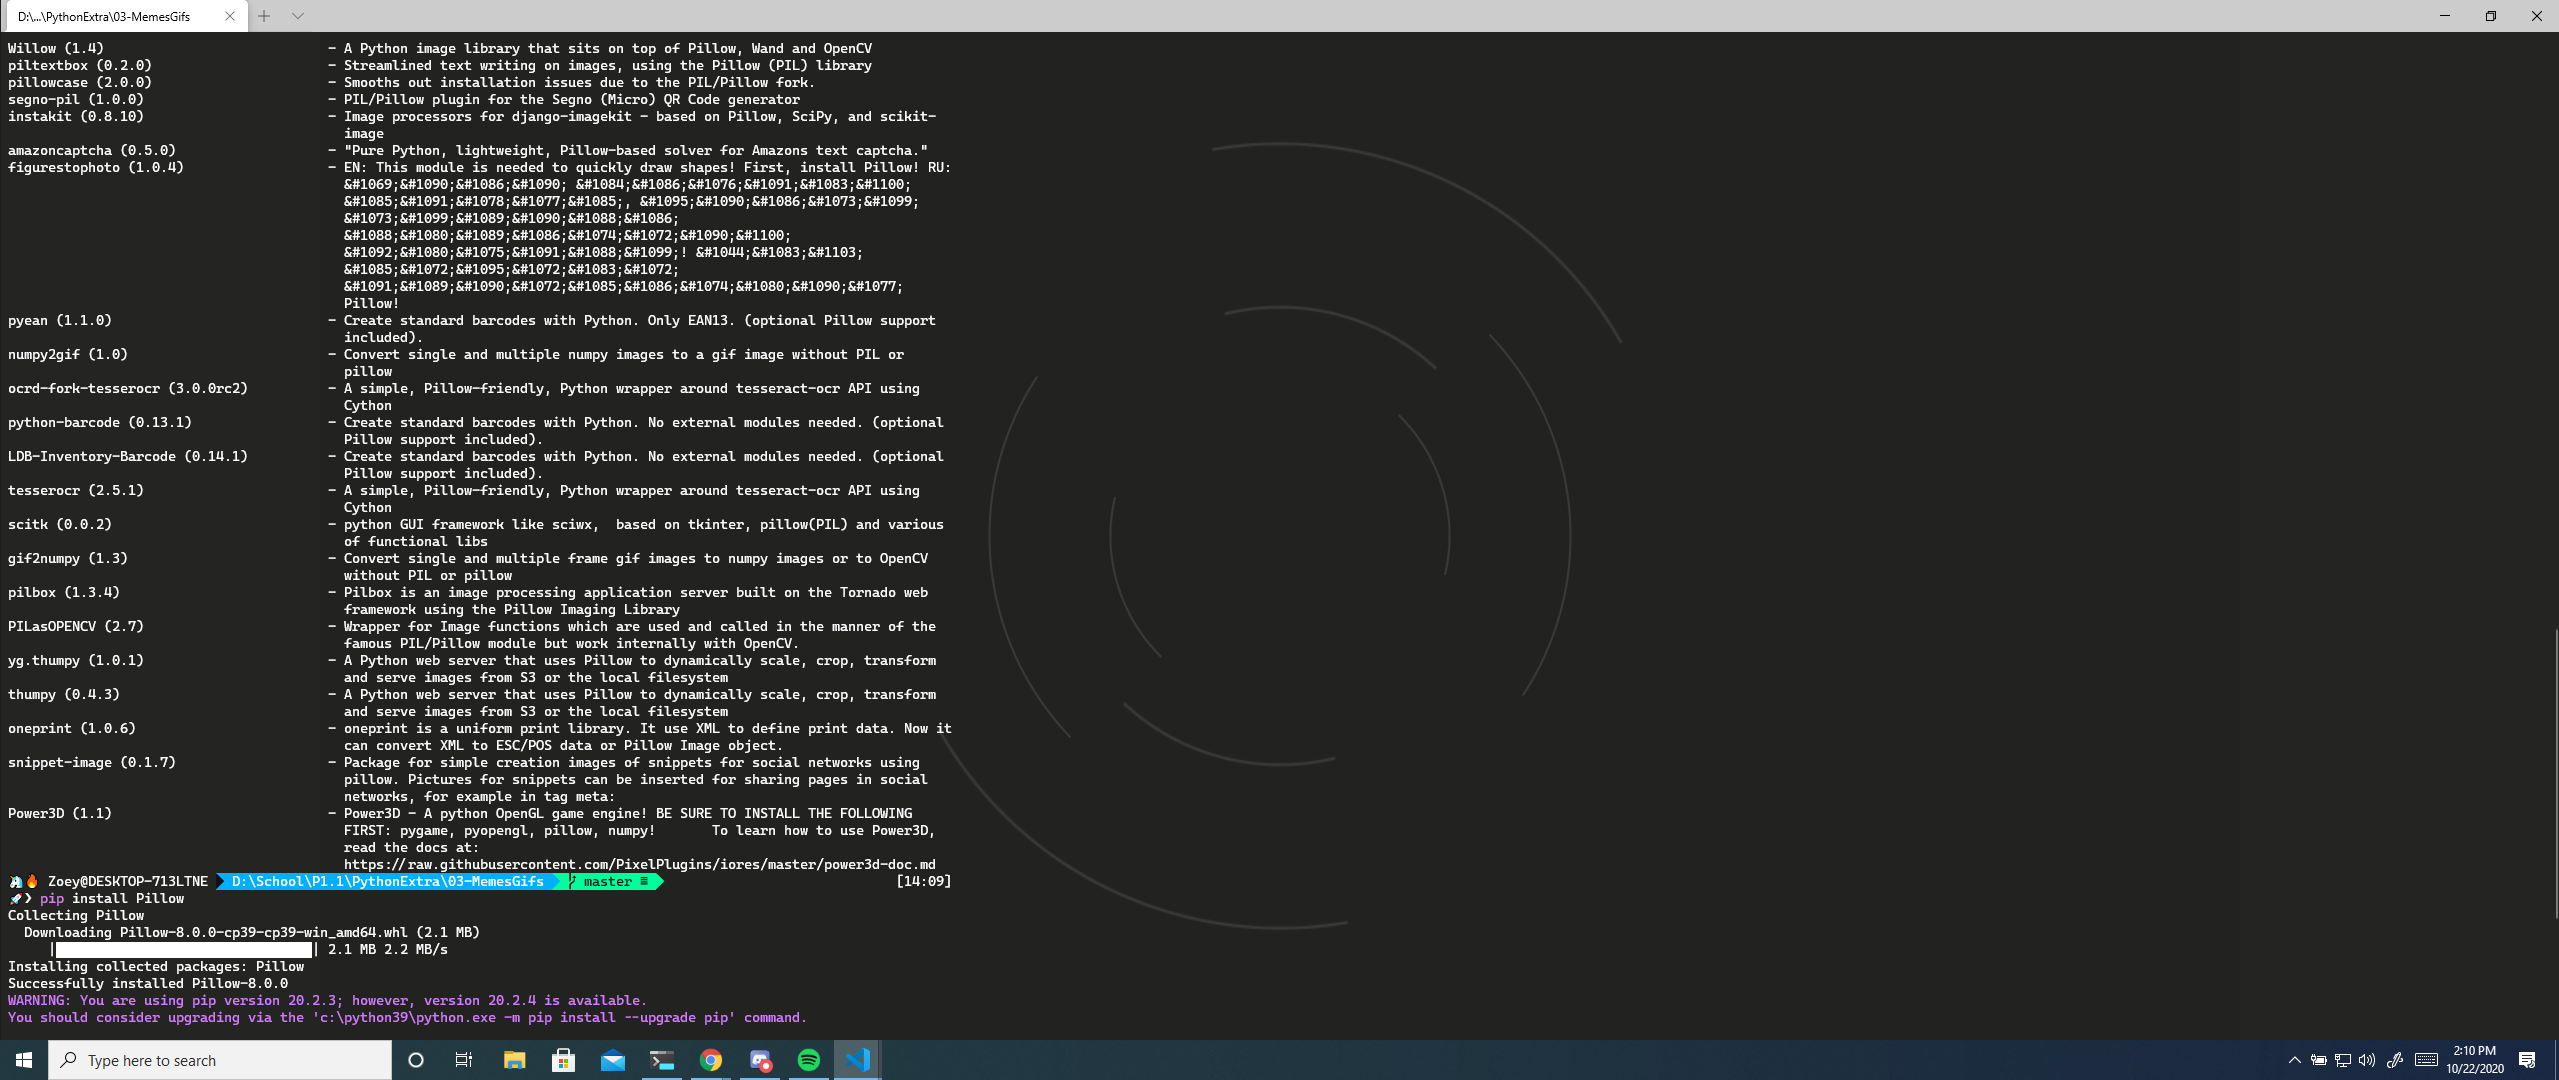 D:\...\PythonExtra\03-MemesGifs
Willow (1.4) - A Python image library that sits on top of Pillow, Wand and OpenCV
piltextbox (0.2.0) - Streamlined text writing on images, using the Pillow (PIL) library
pillowcase (2.0.0) - Smooths out installation issues due to the PIL/Pillow fork.
segno-pil (1.0.0) - PIL/Pillow plugin for the Segno (Micro) QR Code generator
instakit (0.8.10) - Image processors for django-imagekit - based on Pillow, SciPy, and scikit-
image
amazoncaptcha (0.5.0) - "Pure Python, lightweight, Pillow-based solver for Amazons text captcha."
figurestophoto (1.0.4) - EN: This module is needed to quickly draw shapes! First, install Pillow! RU:
&#1069;&#1090;&#1086;&#1090; &#1084;&#1086;&#1076;&#1091;&#1083;&#1100;
&#1085;&#1091;&#1078;&#1077;&#1085;, &#1095;&#1090;&#1086;&#1073;&#1099;
&#1073;&#1099;&#1089;&#1090;&#1088;&#1086;
&#1088;&#1080;&#1089;&#1086;&#1074;&#1072;&#1090;&#1100;
&#1092;&#1080;&#1075;&#1091;&#1088;&#1099;! &#1044;&#1083;&#1103;
&#1085;&#1072;&#1095;&#1072;&#1083;&#1072;
&#1091;&#1089;&#1090;&#1072;&#1085;&#1086;&#1074;&#1080;&#1090;&#1077;
Pillow!
pyean (1.1.0) - Create standard barcodes with Python. Only EAN13. (optional Pillow support
included).
numpy2gif (1.0) - Convert single and multiple numpy images to a gif image without PIL or
pillow
ocrd-fork-tesserocr (3.0.0rc2) - A simple, Pillow-friendly, Python wrapper around tesseract-ocr API using
Cython
python-barcode (0.13.1) - Create standard barcodes with Python. No external modules needed. (optional
Pillow support included).
LDB-Inventory-Barcode (0.14.1) - Create standard barcodes with Python. No external modules needed. (optional
Pillow support included).
tesserocr (2.5.1) - A simple, Pillow-friendly, Python wrapper around tesseract-ocr API using
Cython
scitk (0.0.2) - python GUI framework like sciwx,  based on tkinter, pillow(PIL) and various
of functional libs
gif2numpy (1.3) - Convert single and multiple frame gif images to numpy images or to OpenCV
without PIL or pillow
pilbox (1.3.4) - Pilbox is an image processing application server built on the Tornado web
framework using the Pillow Imaging Library
PILasOPENCV (2.7) - Wrapper for Image functions which are used and called in the manner of the
famous PIL/Pillow module but work internally with OpenCV.
yg.thumpy (1.0.1) - A Python web server that uses Pillow to dynamically scale, crop, transform
and serve images from S3 or the local filesystem
thumpy (0.4.3) - A Python web server that uses Pillow to dynamically scale, crop, transform
and serve images from S3 or the local filesystem
oneprint (1.0.6) - oneprint is a uniform print library. It use XML to define print data. Now it
can convert XML to ESC/POS data or Pillow Image object.
snippet-image (0.1.7) - Package for simple creation images of snippets for social networks using
pillow. Pictures for snippets can be inserted for sharing pages in social
networks, for example in tag meta:
Power3D (1.1) - Power3D - A python OpenGL game engine! BE SURE TO INSTALL THE FOLLOWING
FIRST: pygame, pyopengl, pillow, numpy!       To learn how to use Power3D,
read the docs at:
https://raw.githubusercontent.com/PixelPlugins/iores/master/power3d-doc.md
🦄🔥 Zoey@DESKTOP-713LTNE D:\School\P1.1\PythonExtra\03-MemesGifs master ≡ [14:09]
🚀❯ pip install Pillow
Collecting Pillow
Downloading Pillow-8.0.0-cp39-cp39-win_amd64.whl (2.1 MB)
|████████████████████████████████| 2.1 MB 2.2 MB/s
Installing collected packages: Pillow
Successfully installed Pillow-8.0.0
WARNING: You are using pip version 20.2.3; however, version 20.2.4 is available.
You should consider upgrading via the 'c:\python39\python.exe -m pip install --upgrade pip' command.
Type here to search
2:10 PM
10/22/2020